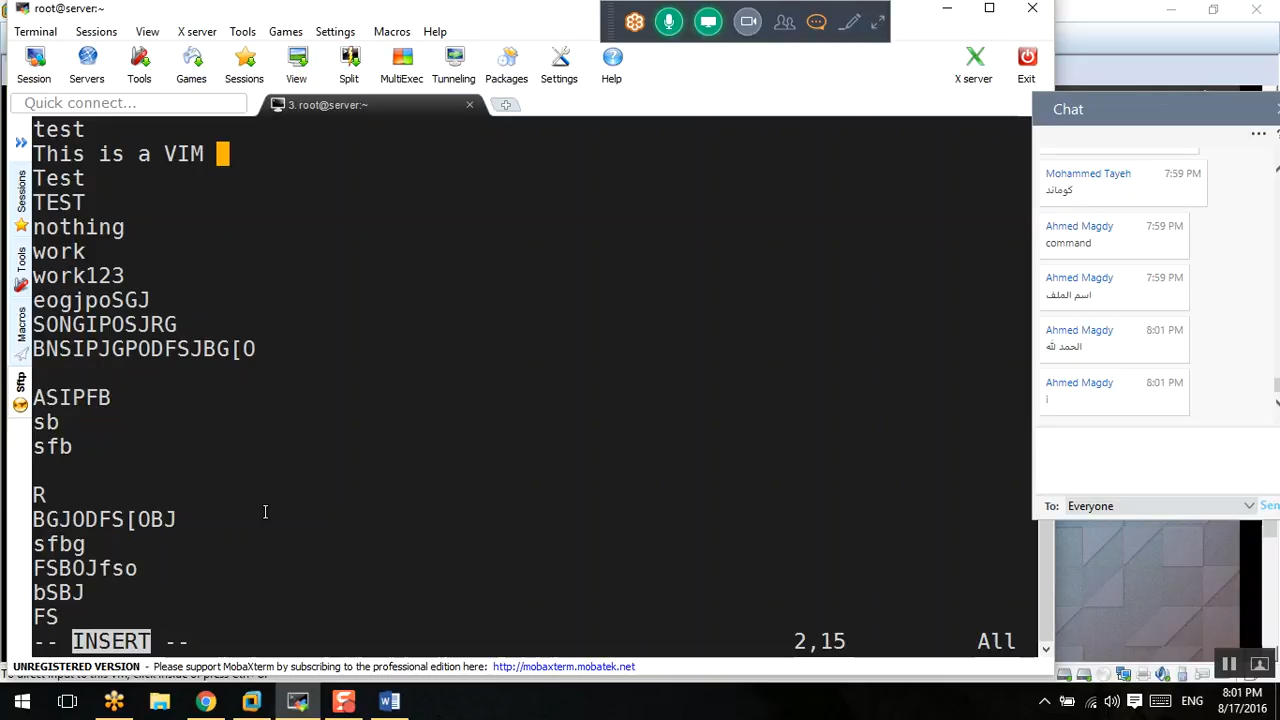 root@server:~
Terminal Sessions View X server Tools Games Settings Macros Help
Session Servers Tools Games Sessions View Split MultiExec Tunneling Packages Settings Help X server Exit
Quick connect...
3. root@server:~
Sessions
Tools
Macros
Sftp
test
This is a VIM
Test
TEST
nothing
work
work123
eogjpoSGJ
SONGIPOSJRG
BNSIPJGPODFSJBG[O
ASIPFB
sb
sfb
R
BGJODFS[OBJ
sfbg
FSBOJfso
bSBJ
FS
-- INSERT -- 2,15 All
UNREGISTERED VERSION - Please support MobaXterm by subscribing to the professional edition here: http://mobaxterm.mobatek.net
Chat
Mohammed Tayeh 7:59 PM
كوماند
Ahmed Magdy 7:59 PM
command
Ahmed Magdy 7:59 PM
اسم الملف
Ahmed Magdy 8:01 PM
الحمد لله
Ahmed Magdy 8:01 PM
i
To: Everyone
ENG
8:01 PM
8/17/2016